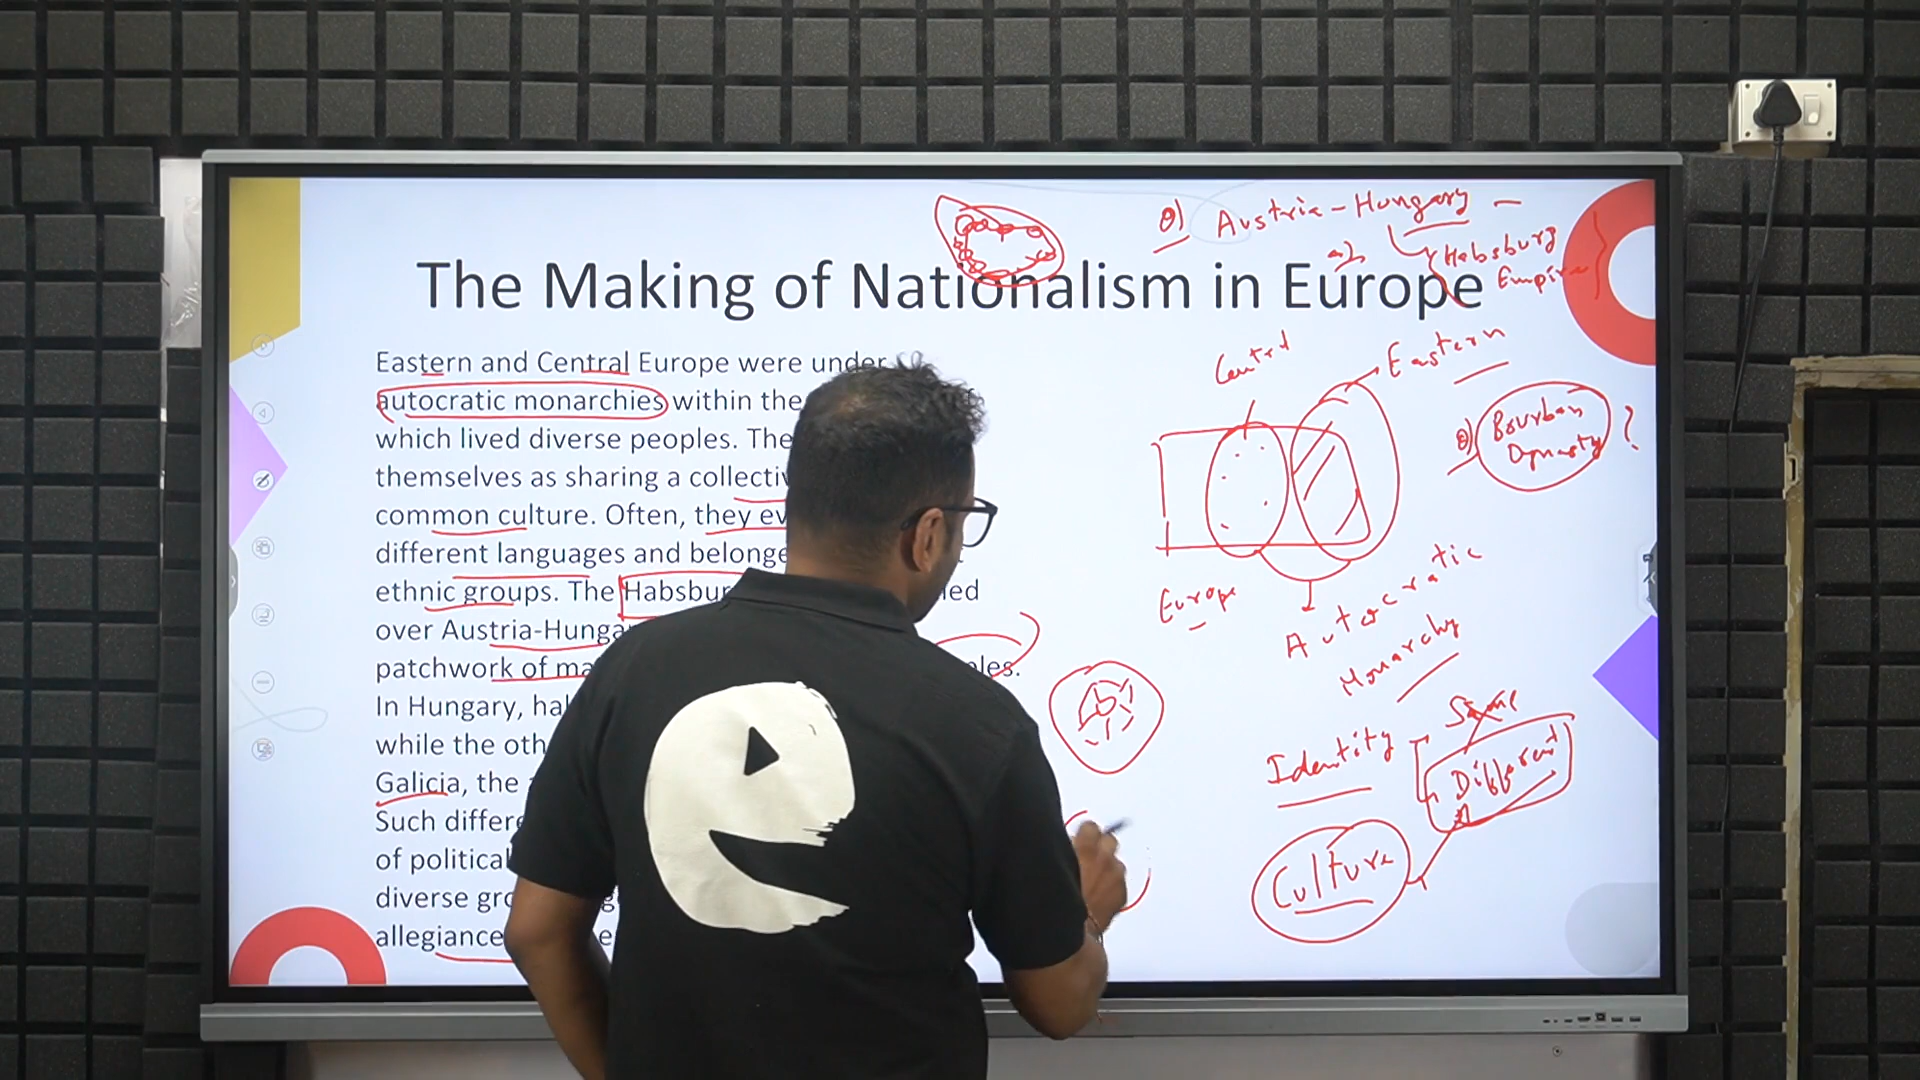 The Making of Nationalism in Europe
Eastern and Central Europe were under
autocratic monarchies within the
which lived diverse peoples. The
themselves as sharing a collecti
common culture. Often, they ev
different languages and belonge
ethnic groups. The Habsbur
over Austria-Hunga
patchwork of ma
In Hungary, hal
while the oth
Galicia, the
Such differe
of political
diverse gro
allegiance
Q) Austria-Hungary -
Habsburg
Empire
Central
Eastern
Q) Bourban
Dynasty ?
Europe
Autocratic
Monarchy
Identity
Same
Different
Culture